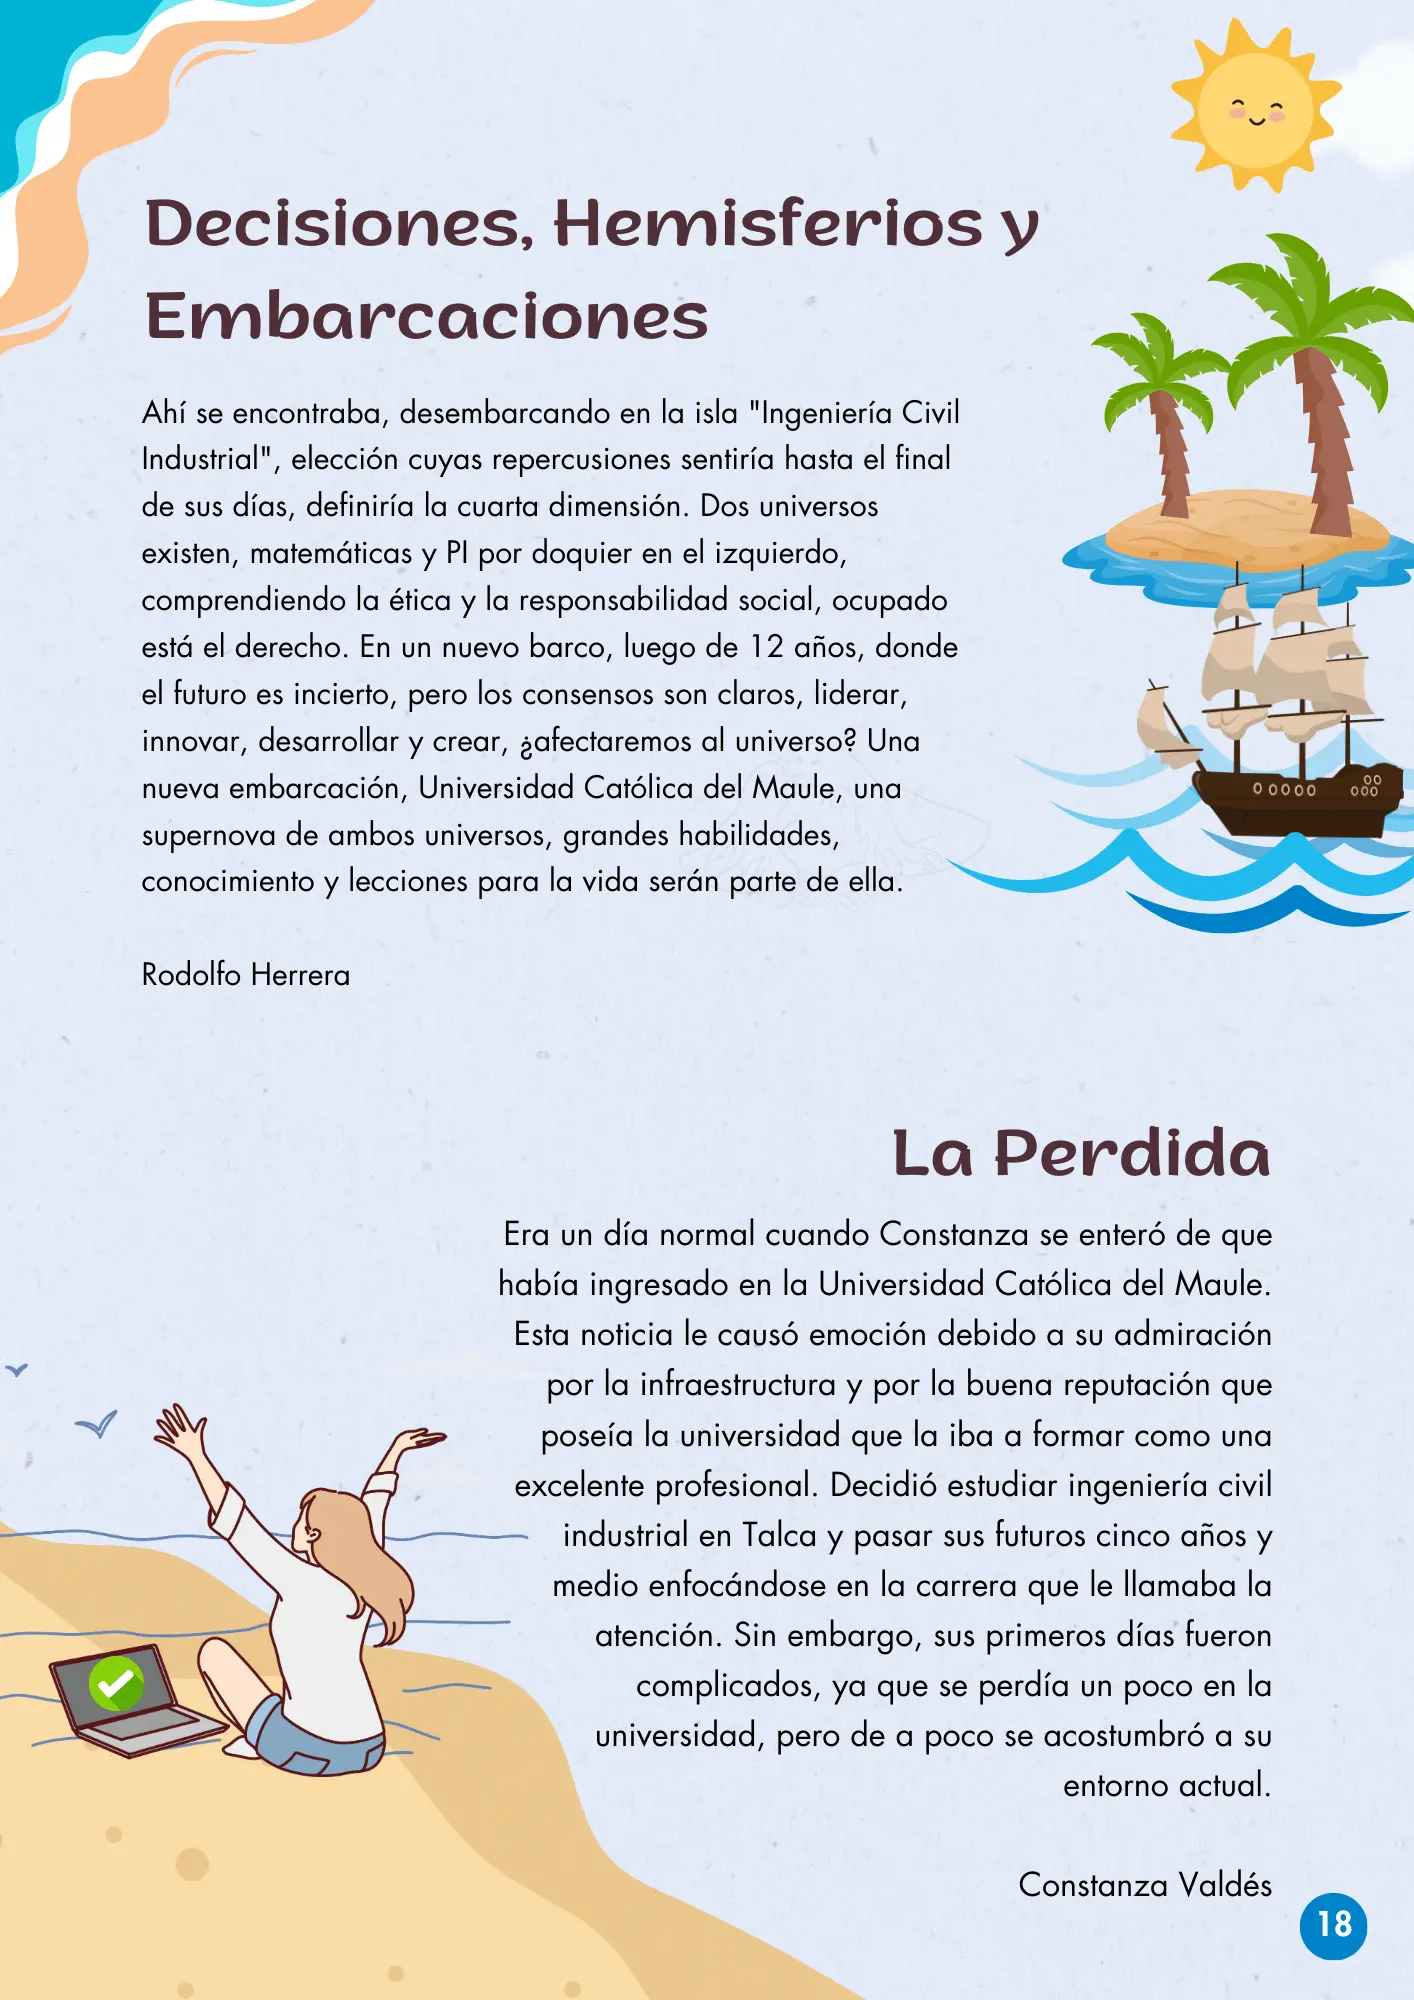 Decisiones, Hemisferios y
Embarcaciones
Ahí se encontraba, desembarcando en la isla "Ingeniería Civil
Industrial", elección cuyas repercusiones sentiría hasta el final
de sus días, definiría la cuarta dimensión. Dos universos
existen, matemáticas y PI por doquier en el izquierdo,
comprendiendo la ética y la responsabilidad social, ocupado
está el derecho. En un nuevo barco, luego de 12 años, donde
el futuro es incierto, pero los consensos son claros, liderar,
innovar, desarrollar y crear, ¿afectaremos al universo? Una
nueva embarcación, Universidad Católica del Maule, una
supernova de ambos universos, grandes habilidades,
conocimiento y lecciones para la vida serán parte de ella.
Rodolfo Herrera
La Perdida
Era un día normal cuando Constanza se enteró de que
había ingresado en la Universidad Católica del Maule.
Esta noticia le causó emoción debido a su admiración
por la infraestructura y por la buena reputación que
poseía la universidad que la iba a formar como una
excelente profesional. Decidió estudiar ingeniería civil
industrial en Talca y pasar sus futuros cinco años y
medio enfocándose en la carrera que le llamaba la
atención. Sin embargo, sus primeros días fueron
complicados, ya que se perdía un poco en la
universidad, pero de a poco se acostumbró a su
entorno actual.
Constanza Valdés
18